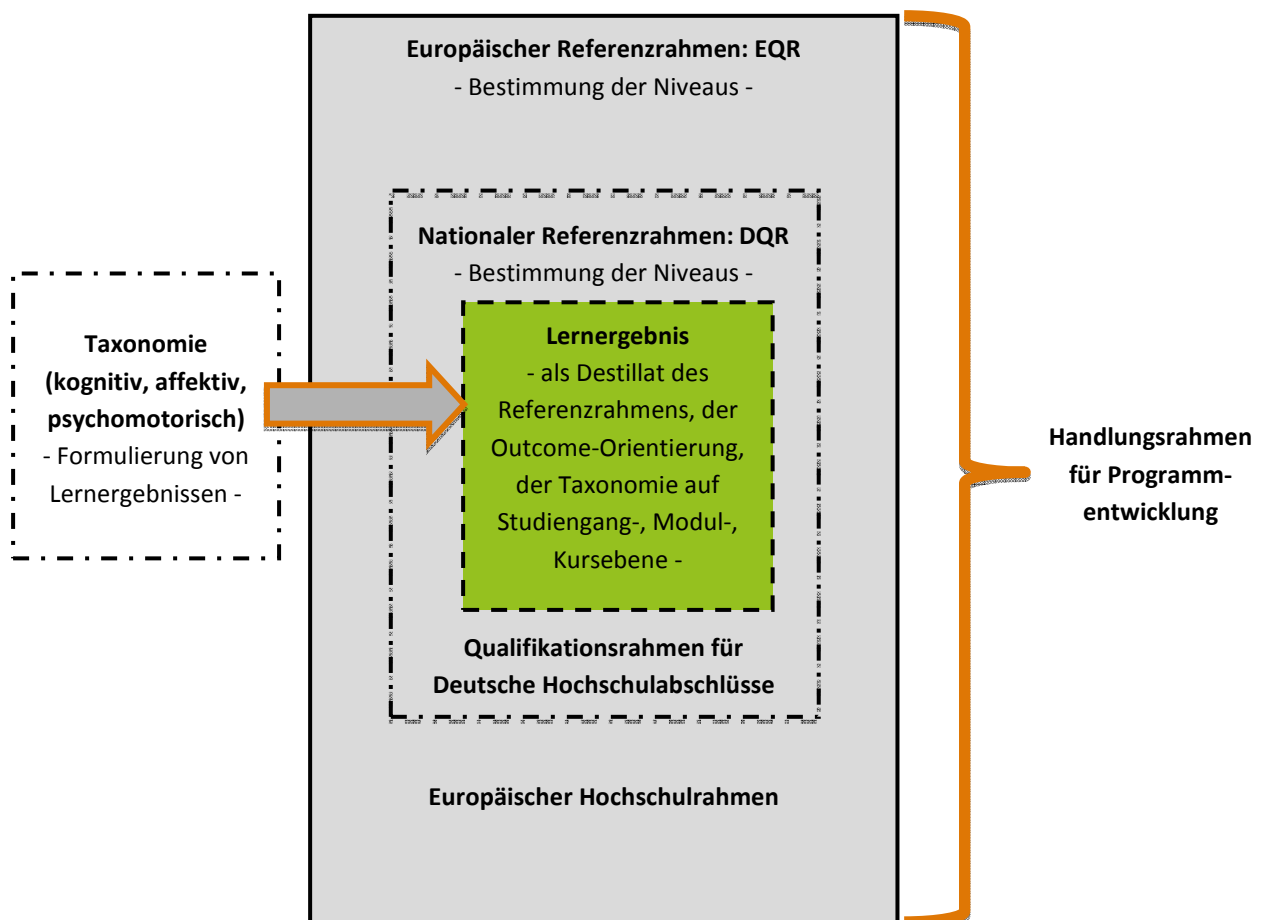 Europäischer Referenzrahmen: EQR
- Bestimmung der Niveaus -
Nationaler Referenzrahmen: DQR
- Bestimmung der Niveaus -
Taxonomie
(kognitiv, affektiv,
psychomotorisch)
- Formulierung von
Lernergebnissen -
Lernergebnis
- als Destillat des
Referenzrahmens, der
Outcome-Orientierung,
der Taxonomie auf
Studiengang-, Modul-,
Kursebene -
Handlungsrahmen
für Programm-
entwicklung
Qualifikationsrahmen für
Deutsche Hochschulabschlüsse
Europäischer Hochschulrahmen